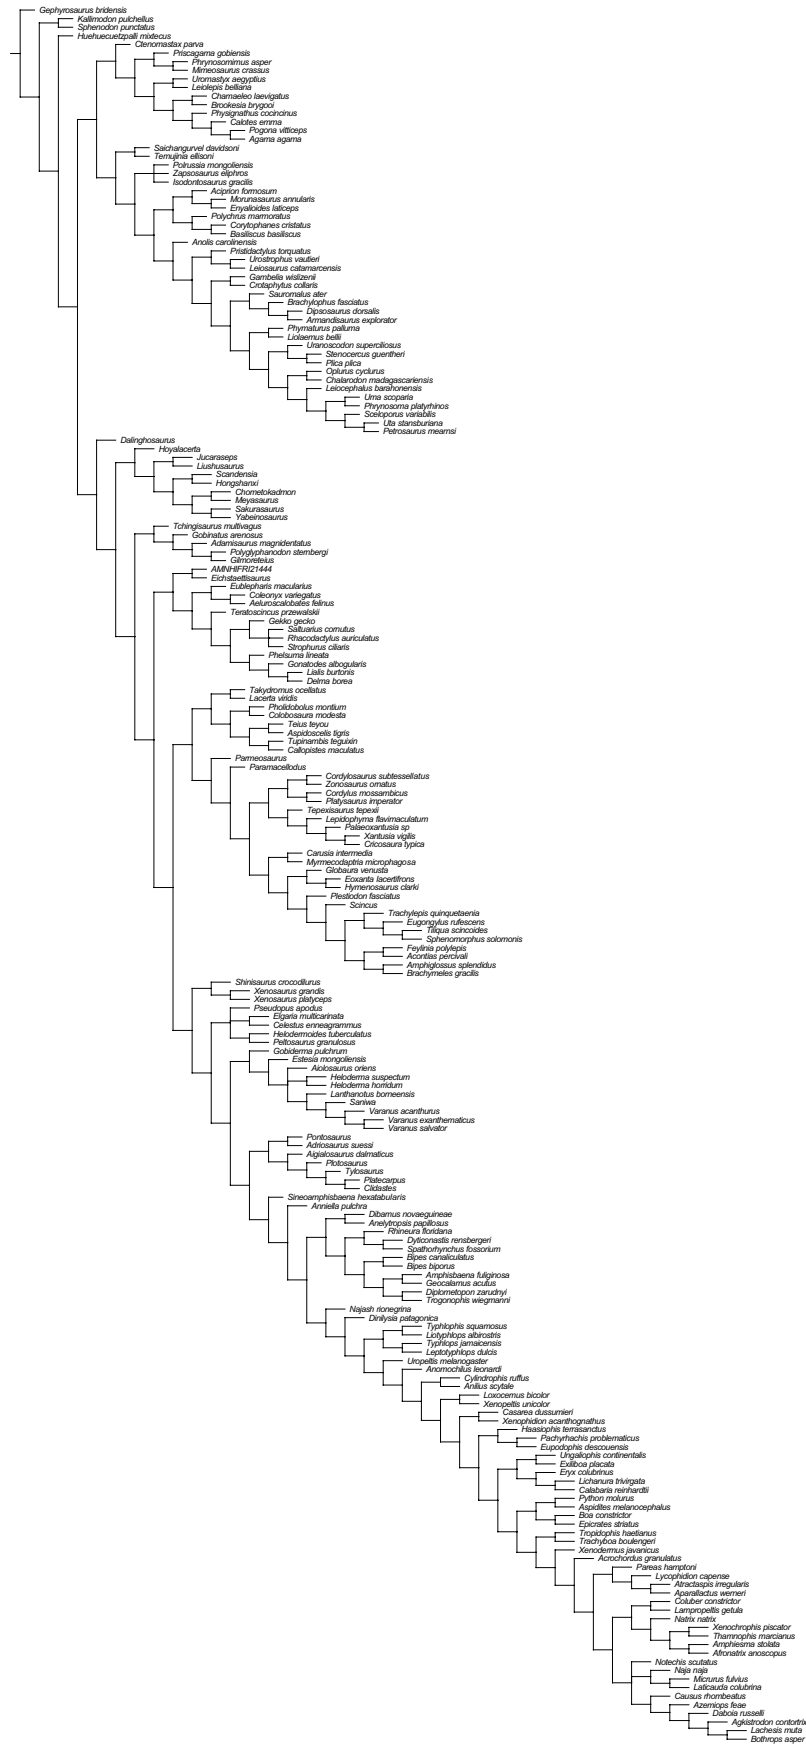 Gephyrosaurus bridensis
Kallimodon pulchellus
Sphenodon punctatus
Huehuecuetzpalli mixtecus
Ctenomastax parva
Priscagama gobiensis
Phrynosomimus asper
Mimeosaurus crassus
Uromastyx aegyptius
Leiolepis belliana
Chamaeleo laevigatus
Brookesia brygooi
Physignathus cocincinus
Calotes emma
Pogona vitticeps
Agama agama
Saichangurvel davidsoni
Temujinia ellisoni
Polrussia mongoliensis
Zapsosaurus eliphros
Isodontosaurus gracilis
Aciprion formosum
Morunasaurus annularis
Enyalioides laticeps
Polychrus marmoratus
Corytophanes cristatus
Basiliscus basiliscus
Anolis carolinensis
Pristidactylus torquatus
Urostrophus vautieri
Leiosaurus catamarcensis
Gambelia wislizenii
Crotaphytus collaris
Sauromalus ater
Brachylophus fasciatus
Dipsosaurus dorsalis
Armandisaurus explorator
Phymaturus palluma
Liolaemus bellii
Uranoscodon superciliosus
Stenocercus guentheri
Plica plica
Oplurus cyclurus
Chalarodon madagascariensis
Leiocephalus barahonensis
Uma scoparia
Phrynosoma platyrhinos
Sceloporus variabilis
Uta stansburiana
Petrosaurus mearnsi
Dalinghosaurus
Hoyalacerta
Jucaraseps
Liushusaurus
Scandensia
Hongshanxi
Chometokadmon
Meyasaurus
Sakurasaurus
Yabeinosaurus
Tchingisaurus multivagus
Gobinatus arenosus
Adamisaurus magnidentatus
Polyglyphanodon sternbergi
Gilmoreteius
AMNHIFRI21444
Eichstaettisaurus
Eublepharis macularius
Coleonyx variegatus
Aeluroscalobates felinus
Teratoscincus przewalskii
Gekko gecko
Saltuarius cornutus
Rhacodactylus auriculatus
Strophurus ciliaris
Phelsuma lineata
Gonatodes albogularis
Lialis burtonis
Delma borea
Takydromus ocellatus
Lacerta viridis
Pholidobolus montium
Colobosaura modesta
Teius teyou
Aspidoscelis tigris
Tupinambis teguixin
Callopistes maculatus
Parmeosaurus
Paramacellodus
Cordylosaurus subtessellatus
Zonosaurus ornatus
Cordylus mossambicus
Platysaurus imperator
Tepexisaurus tepexii
Lepidophyma flavimaculatum
Palaeoxantusia sp
Xantusia vigilis
Cricosaura typica
Carusia intermedia
Myrmecodaptria microphagosa
Globaura venusta
Eoxanta lacertifrons
Hymenosaurus clarki
Plestiodon fasciatus
Scincus
Trachylepis quinquetaenia
Eugongylus rufescens
Tiliqua scincoides
Sphenomorphus solomonis
Feylinia polylepis
Acontias percivali
Amphiglossus splendidus
Brachymeles gracilis
Shinisaurus crocodilurus
Xenosaurus grandis
Xenosaurus platyceps
Pseudopus apodus
Elgaria multicarinata
Celestus enneagrammus
Helodermoides tuberculatus
Peltosaurus granulosus
Gobiderma pulchrum
Estesia mongoliensis
Aiolosaurus oriens
Heloderma suspectum
Heloderma horridum
Lanthanotus borneensis
Saniwa
Varanus acanthurus
Varanus exanthematicus
Varanus salvator
Pontosaurus
Adriosaurus suessi
Aigialosaurus dalmaticus
Plotosaurus
Tylosaurus
Platecarpus
Clidastes
Sineoamphisbaena hexatabularis
Anniella pulchra
Dibamus novaeguineae
Anelytropsis papillosus
Rhineura floridana
Dyticonastis rensbergeri
Spathorhynchus fossorium
Bipes canaliculatus
Bipes biporus
Amphisbaena fuliginosa
Geocalamus acutus
Diplometopon zarudnyi
Trogonophis wiegmanni
Najash rionegrina
Dinilysia patagonica
Typhlophis squamosus
Liotyphlops albirostris
Typhlops jamaicensis
Leptotyphlops dulcis
Uropeltis melanogaster
Anomochilus leonardi
Cylindrophis ruffus
Anilius scytale
Loxocemus bicolor
Xenopeltis unicolor
Casarea dussumieri
Xenophidion acanthognathus
Haasiophis terrasanctus
Pachyrhachis problematicus
Eupodophis descouensis
Ungaliophis continentalis
Exiliboa placata
Eryx colubrinus
Lichanura trivirgata
Calabaria reinhardtii
Python molurus
Aspidites melanocephalus
Boa constrictor
Epicrates striatus
Tropidophis haetianus
Trachyboa boulengeri
Xenodermus javanicus
Acrochordus granulatus
Pareas hamptoni
Lycophidion capense
Atractaspis irregularis
Aparallactus werneri
Coluber constrictor
Lampropeltis getula
Natrix natrix
Xenochrophis piscator
Thamnophis marcianus
Amphiesma stolata
Afronatrix anoscopus
Notechis scutatus
Naja naja
Micrurus fulvius
Laticauda colubrina
Causus rhombeatus
Azemiops feae
Daboia russelli
Agkistrodon contortrix
Lachesis muta
Bothrops asper